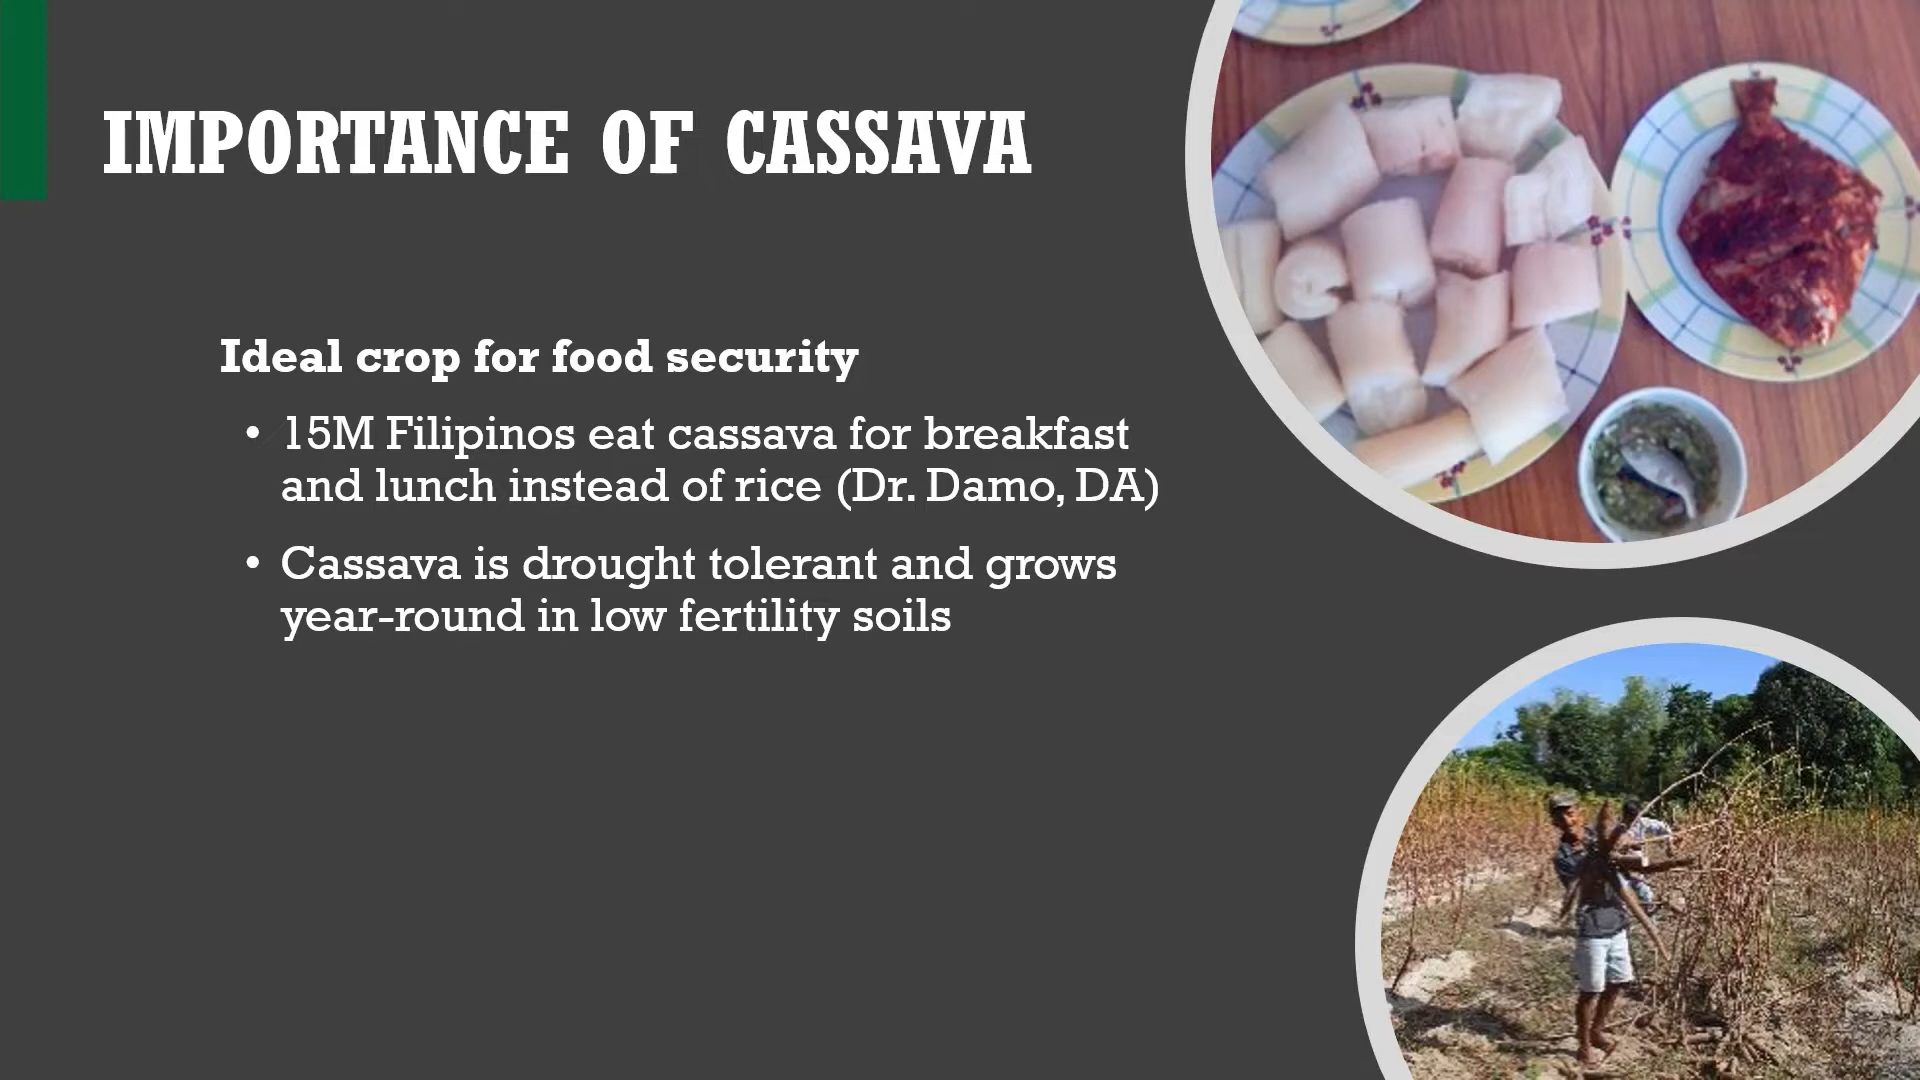 IMPORTANCE OF CASSAVA
Ideal crop for food security
• 15M Filipinos eat cassava for breakfast
and lunch instead of rice (Dr. Damo, DA)
• Cassava is drought tolerant and grows
year-round in low fertility soils